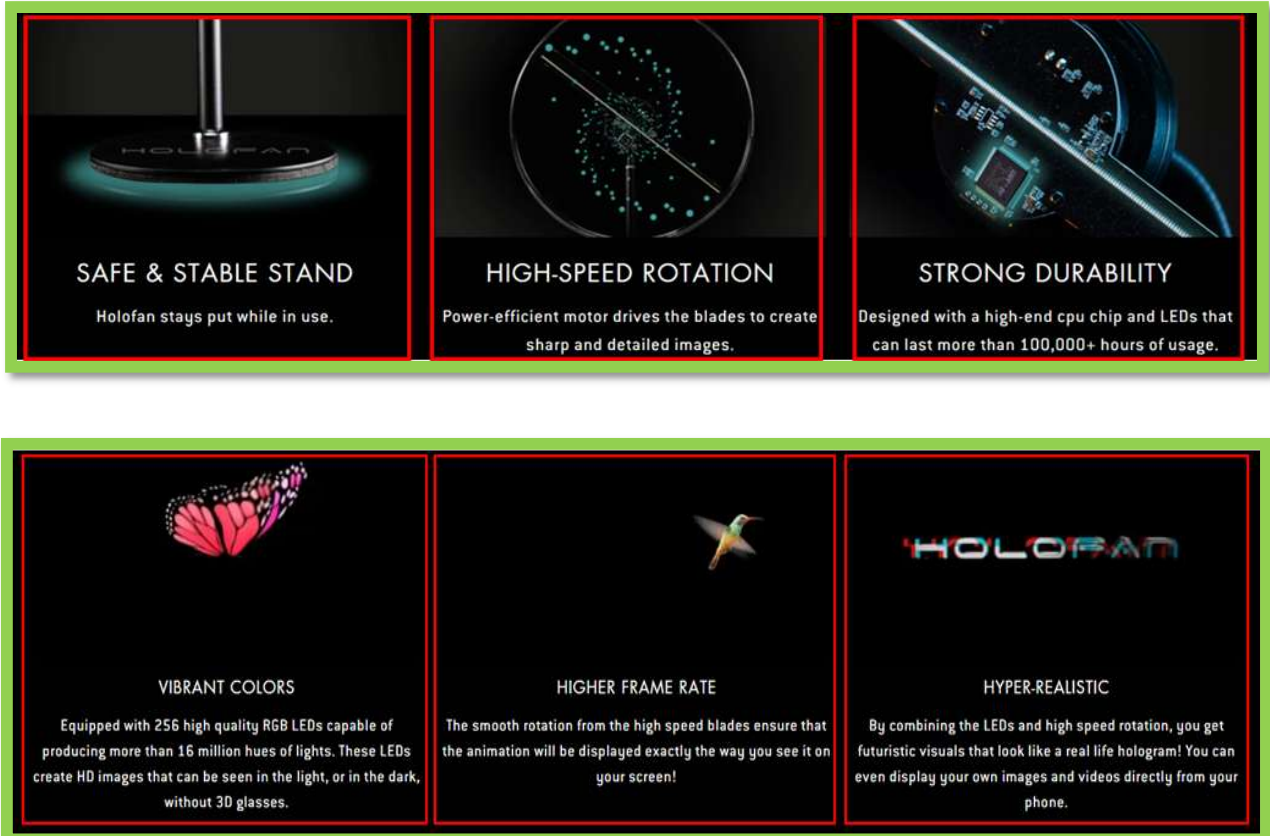 HOLOFAN
SAFE & STABLE STAND
Holofan stays put while in use.
HIGH-SPEED ROTATION
Power-efficient motor drives the blades to create
sharp and detailed images.
STRONG DURABILITY
Designed with a high-end cpu chip and LEDs that
can last more than 100,000+ hours of usage.
VIBRANT COLORS
Equipped with 256 high quality RGB LEDs capable of
producing more than 16 million hues of lights. These LEDs
create HD images that can be seen in the light, or in the dark,
without 3D glasses.
HIGHER FRAME RATE
The smooth rotation from the high speed blades ensure that
the animation will be displayed exactly the way you see it on
your screen!
HOLOFAN
HYPER-REALISTIC
By combining the LEDs and high speed rotation, you get
futuristic visuals that look like a real life hologram! You can
even display your own images and videos directly from your
phone.